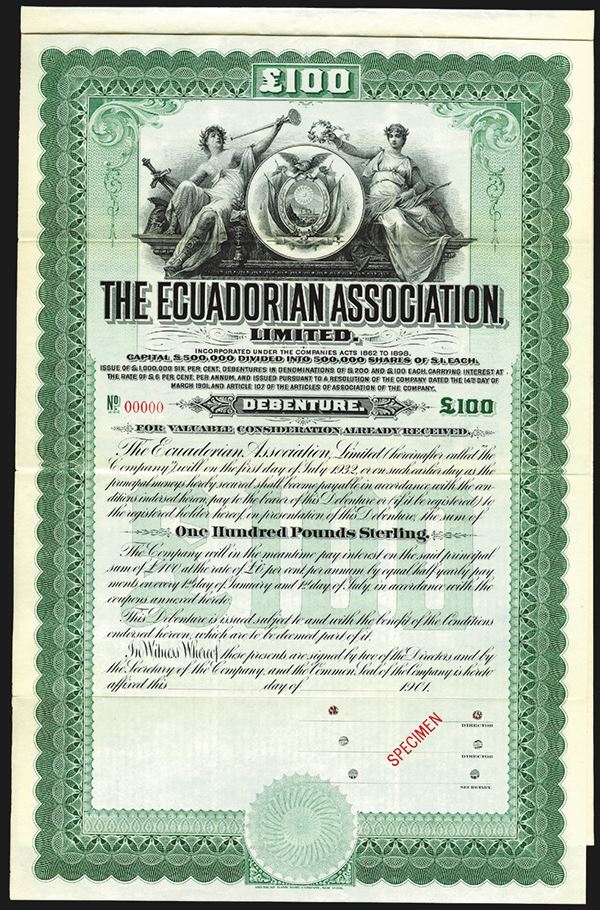 £100
THE ECUADORIAN ASSOCIATION,
LIMITED.
INCORPORATED UNDER THE COMPANIES ACTS 1862 TO 1898.
CAPITAL £500,000 DIVIDED INTO 500,000 SHARES OF £1 EACH.
ISSUE OF £1,000,000 SIX PER CENT. DEBENTURES IN DENOMINATIONS OF £200 AND £100 EACH, CARRYING INTEREST AT
THE RATE OF £6 PER CENT. PER ANNUM, AND ISSUED PURSUANT TO A RESOLUTION OF THE COMPANY DATED THE 14TH DAY OF
MARCH 1901, AND ARTICLE 107 OF THE ARTICLES OF ASSOCIATION OF THE COMPANY.
No. 00000 DEBENTURE. £100
FOR VALUABLE CONSIDERATION ALREADY RECEIVED,
The Ecuadorian Association, Limited (hereinafter called the
Company) will on the first day of July 1932, or on such earlier day as the
principal moneys hereby secured shall become payable in accordance with the con-
ditions indorsed hereon, pay to the bearer of this Debenture or (if it be registered) to
the registered holder hereof, on presentation of this Debenture, the sum of
One Hundred Pounds Sterling.
The Company will in the meantime pay interest on the said principal
sum of £100 at the rate of £6 per cent. per annum by equal half yearly pay-
ments on every 1st day of January and 1st day of July, in accordance with the
coupons annexed hereto.
This Debenture is issued subject to and with the benefit of the Conditions
endorsed hereon, which are to be deemed part of it.
In Witness Whereof these presents are signed by two of the Directors and by
the Secretary of the Company, and the Common Seal of the Company is hereto
affixed this day of 1901.
DIRECTOR
SPECIMEN
DIRECTOR
SECRETARY.
AMERICAN BANK NOTE COMPANY, NEW YORK.